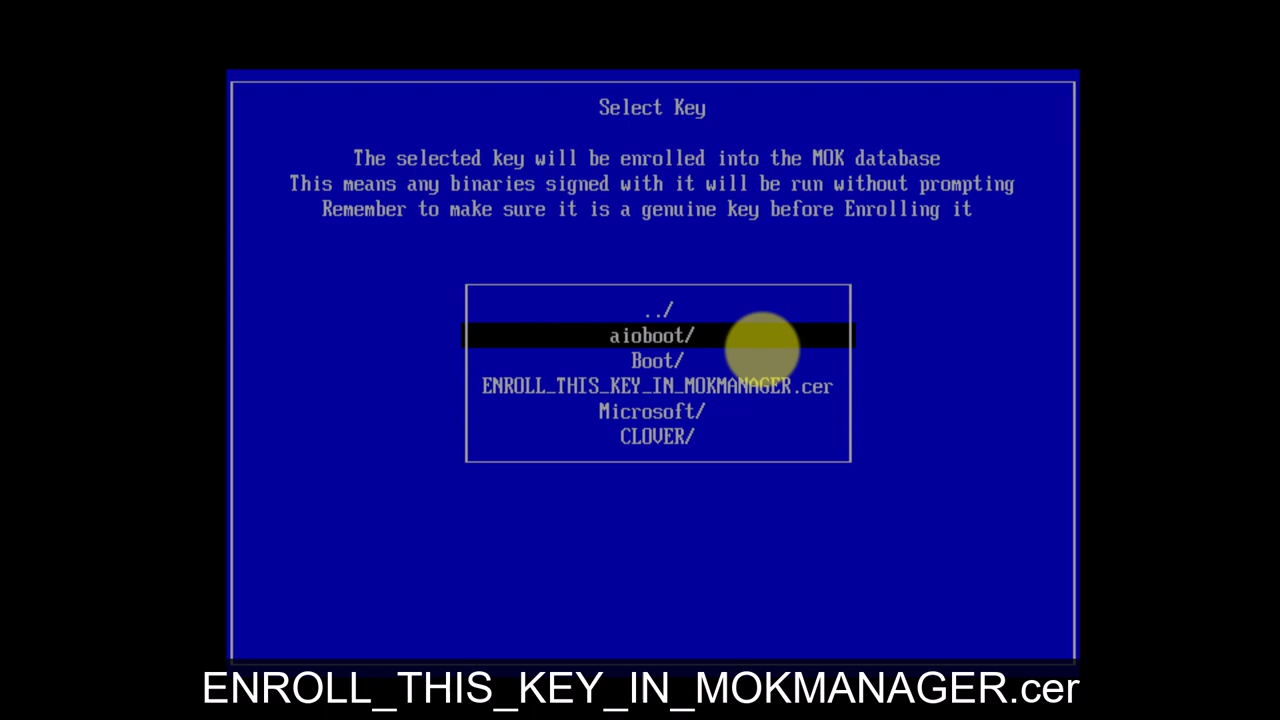 Select Key
The selected key will be enrolled into the MOK database
This means any binaries signed with it will be run without prompting
Remember to make sure it is a genuine key before Enrolling it
../
aioboot/
Boot/
ENROLL_THIS_KEY_IN_MOKMANAGER.cer
Microsoft/
CLOVER/
ENROLL_THIS_KEY_IN_MOKMANAGER.cer